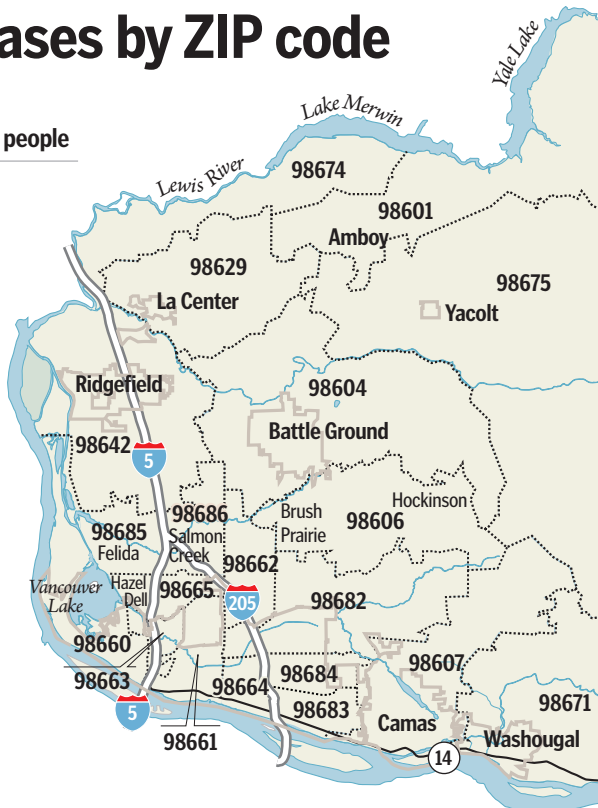 ases by ZIP code
people
Yale Lake
Lake Merwin
Lewis River
98674
98601
Amboy
98629
98675
La Center
Yacolt
Ridgefield
98604
Battle Ground
98642
5
Hockinson
98686
Brush
Prairie
98606
98685
Felida
Salmon
Creek
98662
Vancouver
Lake
Hazel
Dell
98665
205
98682
98660
98607
98663
98664
98684
98671
5
98683
Camas
Washougal
98661
14